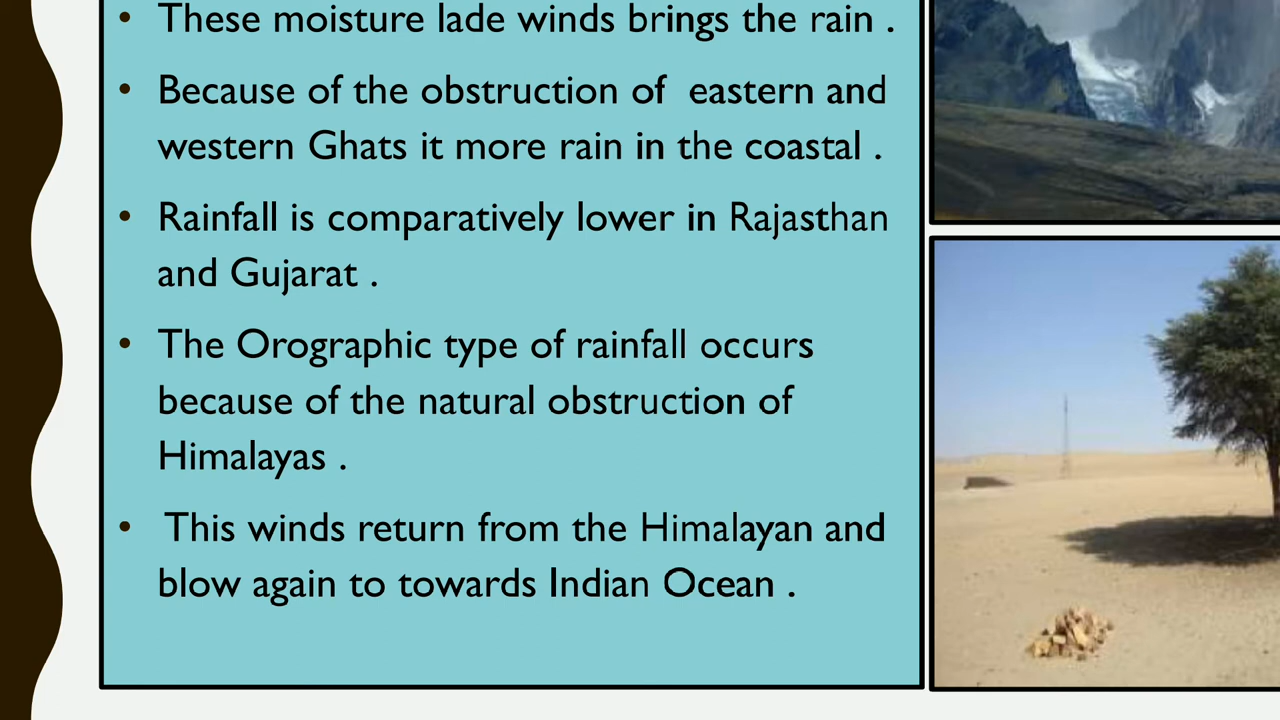 • These moisture lade winds brings the rain .
• Because of the obstruction of  eastern and
western Ghats it more rain in the coastal .
• Rainfall is comparatively lower in Rajasthan
and Gujarat .
• The Orographic type of rainfall occurs
because of the natural obstruction of
Himalayas .
• This winds return from the Himalayan and
blow again to towards Indian Ocean .